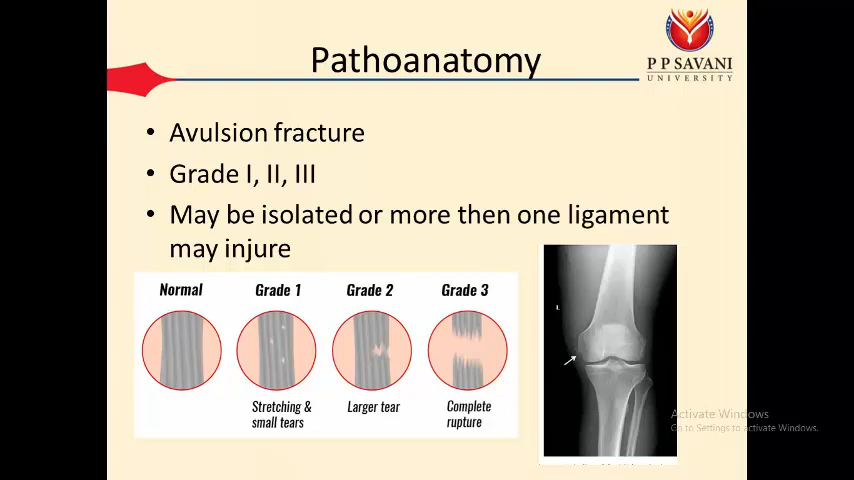 Pathoanatomy
P P SAVANI
UNIVERSITY
• Avulsion fracture
• Grade I, II, III
• May be isolated or more then one ligament
may injure
Normal
Grade 1
Grade 2
Grade 3
Stretching &
small tears
Larger tear
Complete
rupture
L
Activate Windows
Go to Settings to activate Windows.